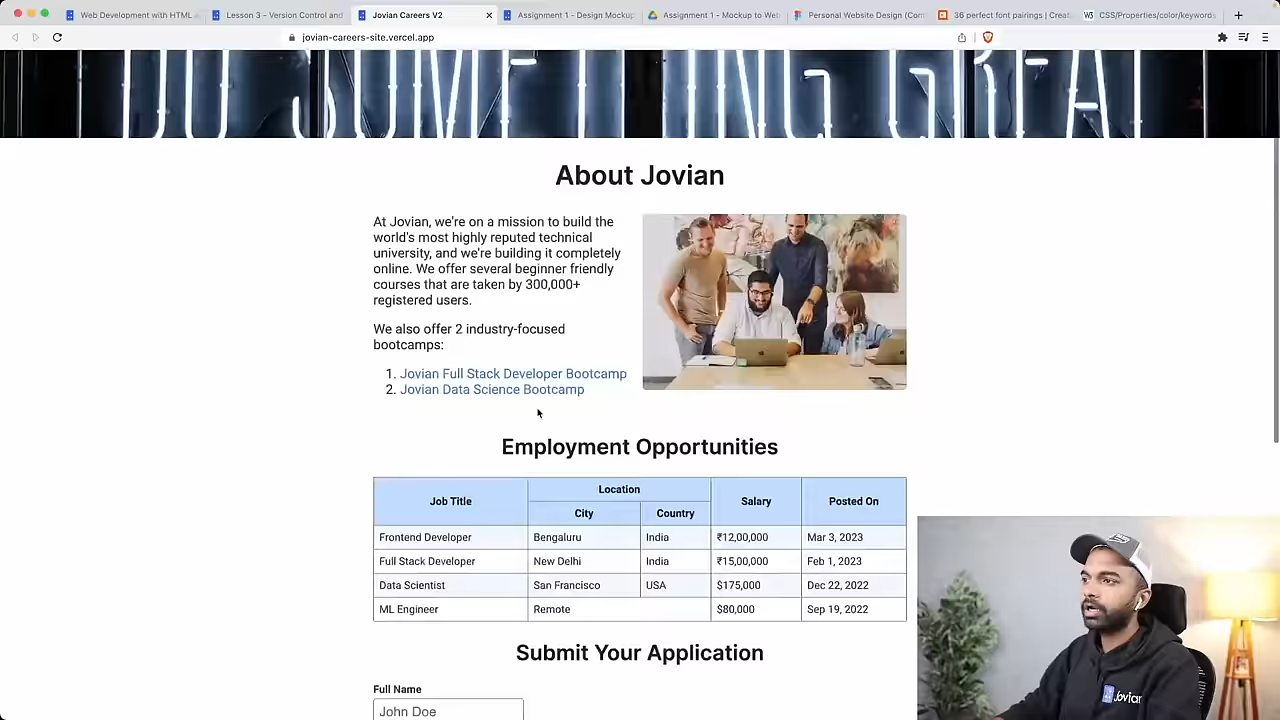 Web Development with HTML
Lesson 3 - Version Control and
Jovian Careers V2
Assignment 1 - Design Mockup
Assignment 1 - Mockup to We
Personal Website Design (Co
36 perfect font pairings | Creat
CSS/Properties/color/keyword
jovian-careers-site.vercel.app
DO SOMETHING GREAT
About Jovian
At Jovian, we're on a mission to build the
world's most highly reputed technical
university, and we're building it completely
online. We offer several beginner friendly
courses that are taken by 300,000+
registered users.
We also offer 2 industry-focused
bootcamps:
1. Jovian Full Stack Developer Bootcamp
2. Jovian Data Science Bootcamp
Employment Opportunities
Job Title Location Salary Posted On
City Country
Frontend Developer Bengaluru India ₹12,00,000 Mar 3, 2023
Full Stack Developer New Delhi India ₹15,00,000 Feb 1, 2023
Data Scientist San Francisco USA $175,000 Dec 22, 2022
ML Engineer Remote $80,000 Sep 19, 2022
Submit Your Application
Full Name
John Doe
Jovian